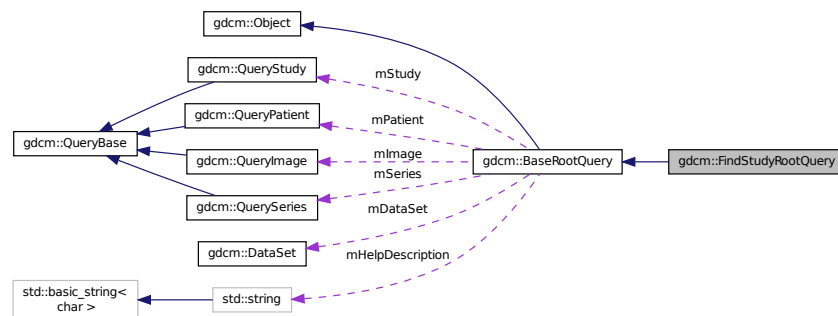 gdcm::Object
gdcm::QueryStudy
mStudy
gdcm::QueryPatient
mPatient
gdcm::QueryBase
gdcm::QueryImage
mImage
gdcm::BaseRootQuery
gdcm::FindStudyRootQuery
mSeries
gdcm::QuerySeries
mDataSet
gdcm::DataSet
mHelpDescription
std::basic_string<
char >
std::string